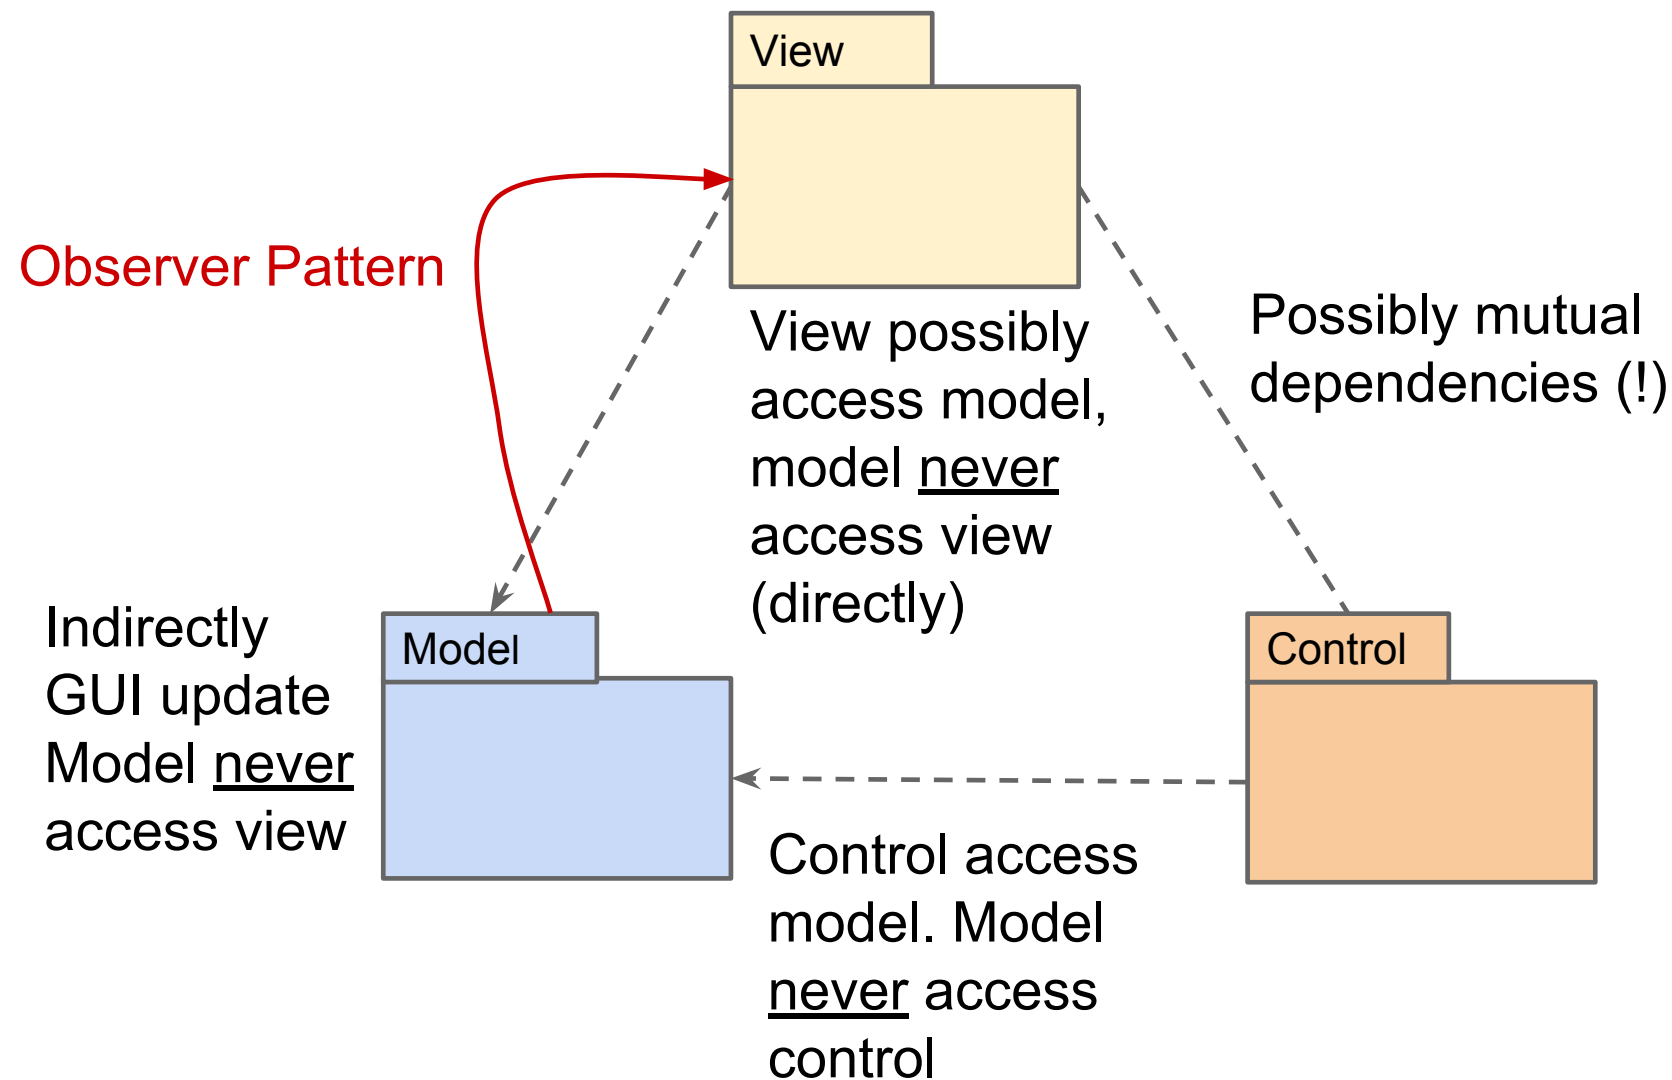 View
Observer Pattern
View possibly
access model,
model never
access view
(directly)
Possibly mutual
dependencies (!)
Indirectly
GUI update
Model never
access view
Model
Control
Control access
model. Model
never access
control